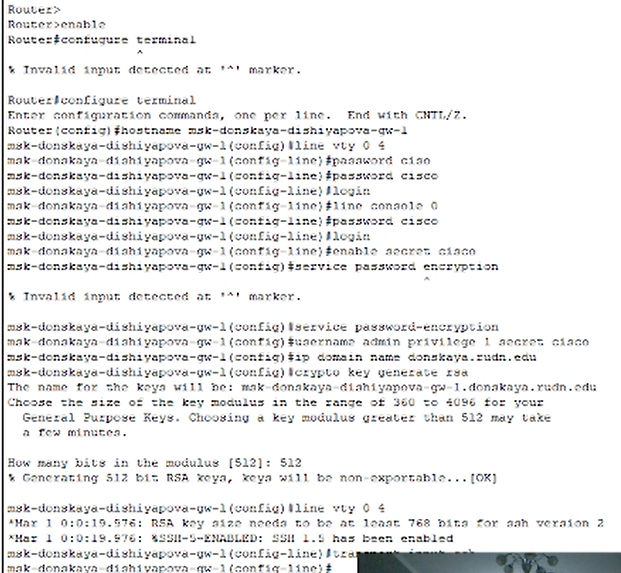 Router>
Router>enable
Router#confugure terminal
^
% Invalid input detected at '^' marker.
Router#configure terminal
Enter configuration commands, one per line. End with CNTL/Z.
Router(config)#hostname msk-donskaya-dishiyapova-gw-1
msk-donskaya-dishiyapova-gw-1(config)#line vty 0 4
msk-donskaya-dishiyapova-gw-1(config-line)#password ciso
msk-donskaya-dishiyapova-gw-1(config-line)#password cisco
msk-donskaya-dishiyapova-gw-1(config-line)#login
msk-donskaya-dishiyapova-gw-1(config-line)#line console 0
msk-donskaya-dishiyapova-gw-1(config-line)#password cisco
msk-donskaya-dishiyapova-gw-1(config-line)#login
msk-donskaya-dishiyapova-gw-1(config-line)#enable secret cisco
msk-donskaya-dishiyapova-gw-1(config)#service password encryption
^
% Invalid input detected at '^' marker.
msk-donskaya-dishiyapova-gw-1(config)#service password-encryption
msk-donskaya-dishiyapova-gw-1(config)#username admin privilege 1 secret cisco
msk-donskaya-dishiyapova-gw-1(config)#ip domain name donskaya.rudn.edu
msk-donskaya-dishiyapova-gw-1(config)#crypto key generate rsa
The name for the keys will be: msk-donskaya-dishiyapova-gw-1.donskaya.rudn.edu
Choose the size of the key modulus in the range of 360 to 4096 for your
General Purpose Keys. Choosing a key modulus greater than 512 may take
a few minutes.
How many bits in the modulus [512]: 512
% Generating 512 bit RSA keys, keys will be non-exportable...[OK]
msk-donskaya-dishiyapova-gw-1(config)#line vty 0 4
*Mar 1 0:0:19.976: RSA key size needs to be at least 768 bits for ssh version 2
*Mar 1 0:0:19.976: %SSH-5-ENABLED: SSH 1.5 has been enabled
msk-donskaya-dishiyapova-gw-1(config-line)#transport input ssh
msk-donskaya-dishiyapova-gw-1(config-line)#